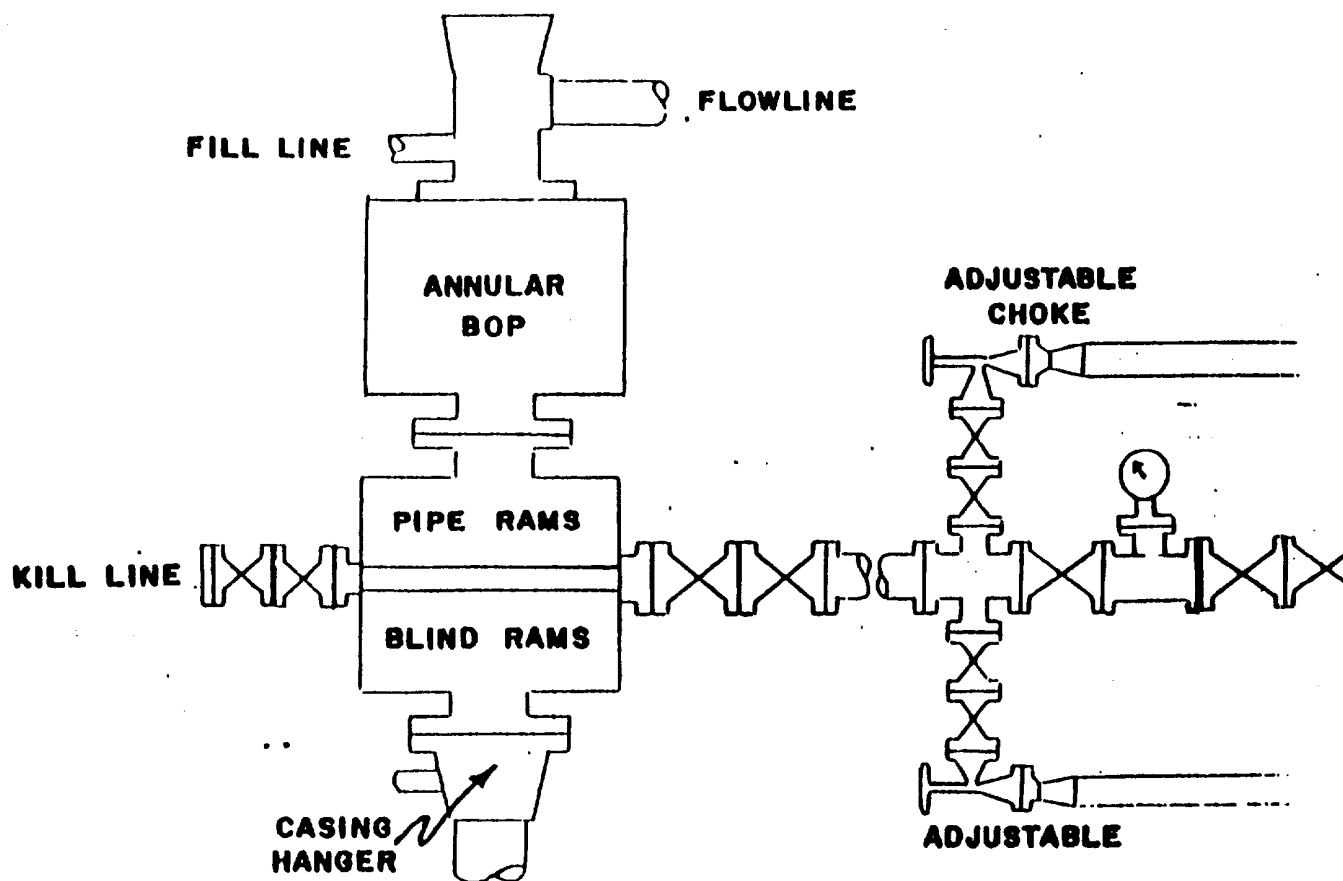 FLOWLINE
FILL LINE
ANNULAR
BOP
ADJUSTABLE
CHOKE
PIPE RAMS
KILL LINE
BLIND RAMS
CASING
HANGER
ADJUSTABLE